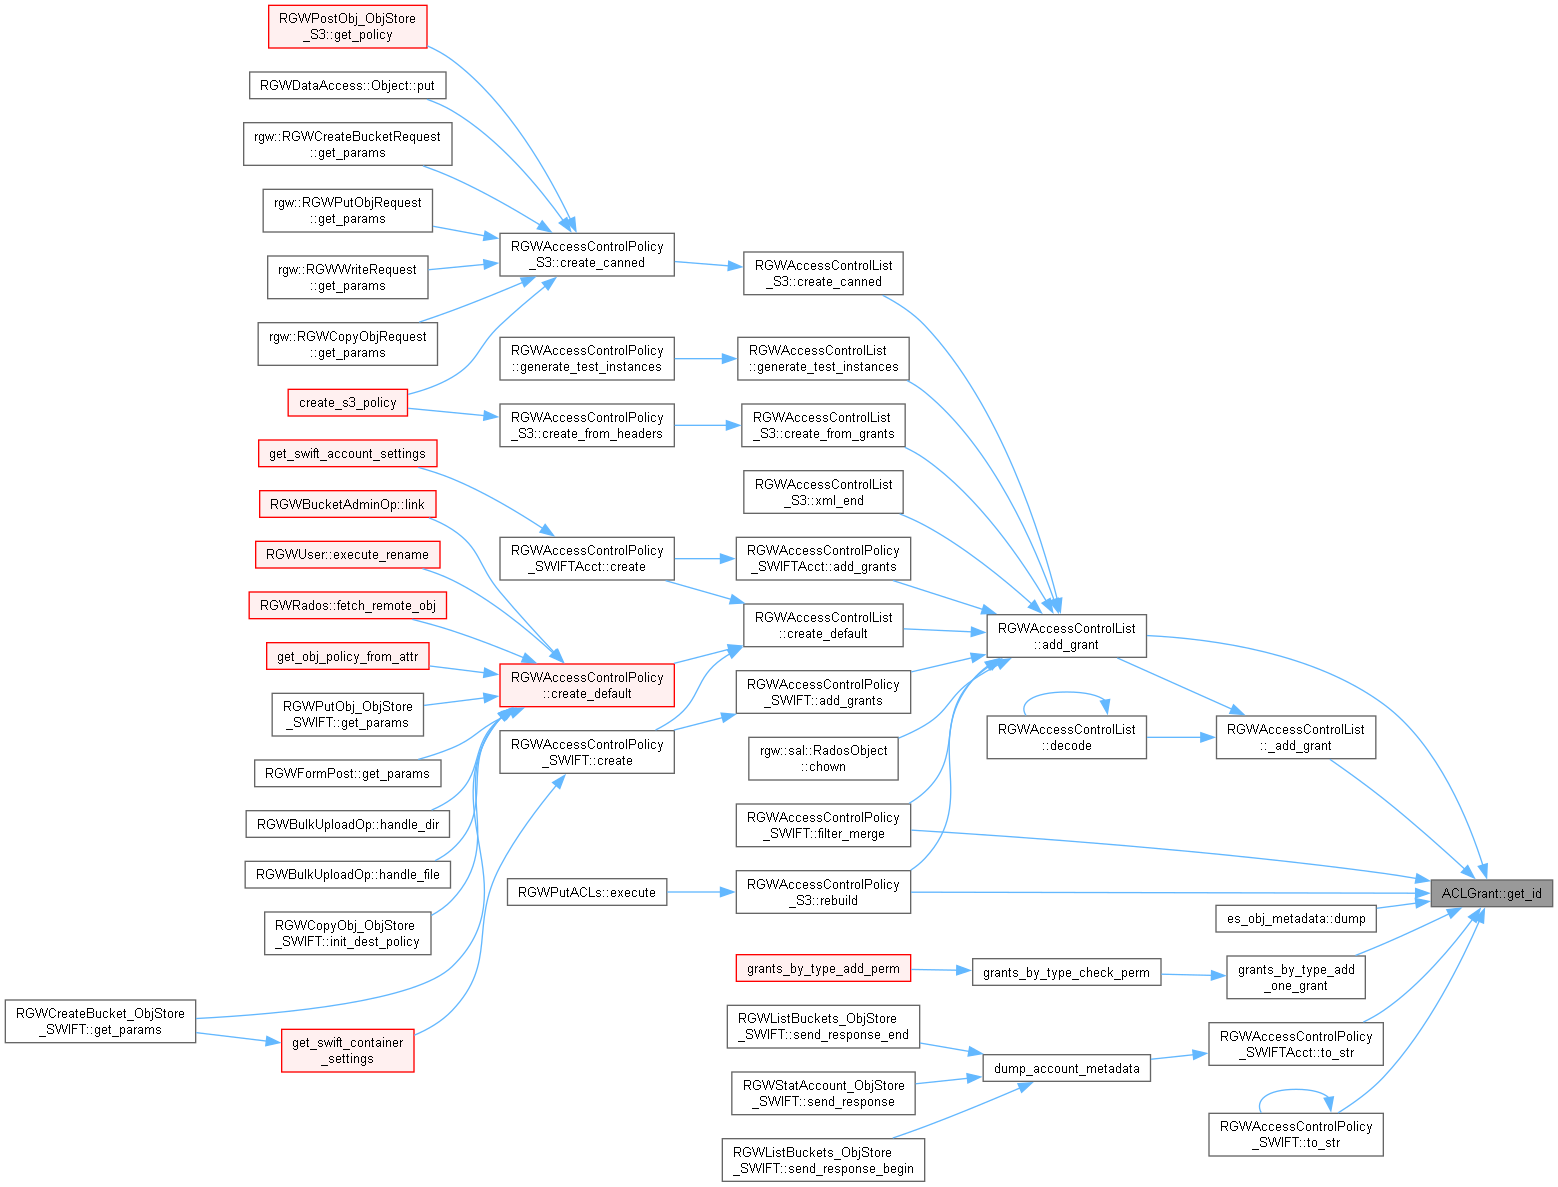 RGWPostObj_ObjStore
_S3::get_policy
RGWDataAccess::Object::put
rgw::RGWCreateBucketRequest
::get_params
rgw::RGWPutObjRequest
::get_params
rgw::RGWWriteRequest
::get_params
rgw::RGWCopyObjRequest
::get_params
create_s3_policy
get_swift_account_settings
RGWBucketAdminOp::link
RGWUser::execute_rename
RGWRados::fetch_remote_obj
get_obj_policy_from_attr
RGWPutObj_ObjStore
_SWIFT::get_params
RGWFormPost::get_params
RGWBulkUploadOp::handle_dir
RGWBulkUploadOp::handle_file
RGWCopyObj_ObjStore
_SWIFT::init_dest_policy
RGWCreateBucket_ObjStore
_SWIFT::get_params
get_swift_container
_settings
RGWAccessControlPolicy
_S3::create_canned
RGWAccessControlPolicy
::generate_test_instances
RGWAccessControlPolicy
_S3::create_from_headers
RGWAccessControlPolicy
_SWIFTAcct::create
RGWAccessControlPolicy
::create_default
RGWAccessControlPolicy
_SWIFT::create
RGWPutACLs::execute
RGWAccessControlList
_S3::create_canned
RGWAccessControlList
::generate_test_instances
RGWAccessControlList
_S3::create_from_grants
RGWAccessControlList
_S3::xml_end
RGWAccessControlPolicy
_SWIFTAcct::add_grants
RGWAccessControlList
::create_default
RGWAccessControlPolicy
_SWIFT::add_grants
rgw::sal::RadosObject
::chown
RGWAccessControlPolicy
_SWIFT::filter_merge
RGWAccessControlPolicy
_S3::rebuild
grants_by_type_add_perm
RGWListBuckets_ObjStore
_SWIFT::send_response_end
RGWStatAccount_ObjStore
_SWIFT::send_response
RGWListBuckets_ObjStore
_SWIFT::send_response_begin
RGWAccessControlList
::add_grant
RGWAccessControlList
::decode
grants_by_type_check_perm
dump_account_metadata
RGWAccessControlList
::_add_grant
es_obj_metadata::dump
grants_by_type_add
_one_grant
RGWAccessControlPolicy
_SWIFTAcct::to_str
RGWAccessControlPolicy
_SWIFT::to_str
ACLGrant::get_id